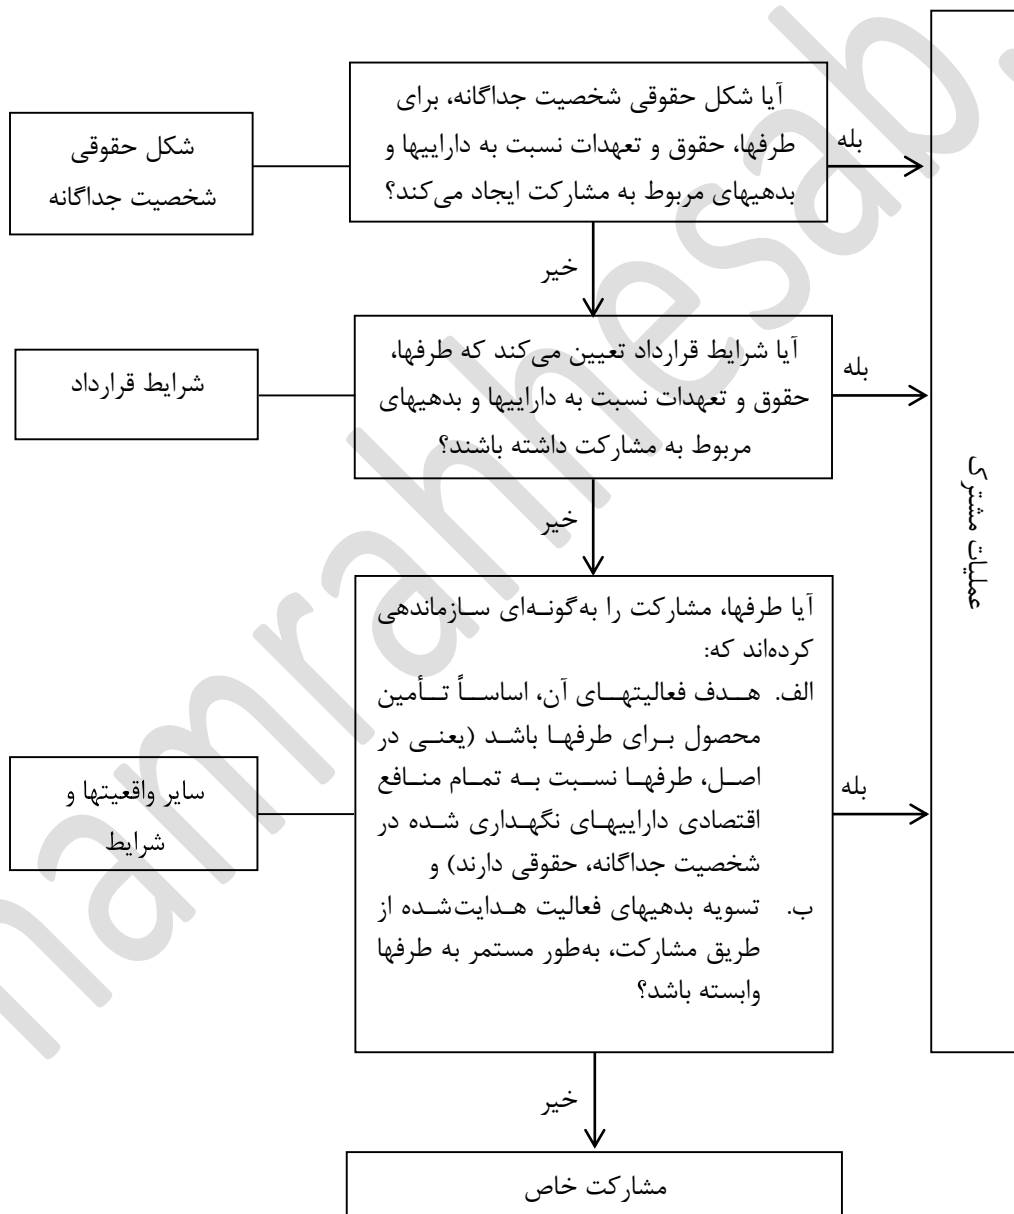 آیا شکل حقوقی شخصیت جداگانه، برای
طرفها، حقوق و تعهدات نسبت به داراییها و
بدهیهای مربوط به مشارکت ایجاد می‌کند؟
شکل حقوقی
شخصیت جداگانه
بله
خیر
آیا شرایط قرارداد تعیین می‌کند که طرفها،
حقوق و تعهدات نسبت به داراییها و بدهیهای
مربوط به مشارکت داشته باشند؟
شرایط قرارداد
بله
خیر
عملیات مشترک
آیا طرفها، مشارکت را به‌گونه‌ای سازماندهی
کرده‌اند که:
الف. هدف فعالیتهای آن، اساساً تأمین
محصول برای طرفها باشد (یعنی در
اصل، طرفها نسبت به تمام منافع
اقتصادی داراییهای نگهداری شده در
شخصیت جداگانه، حقوقی دارند) و
ب. تسویه بدهیهای فعالیت هدایت‌شده از
طریق مشارکت، به‌طور مستمر به طرفها
وابسته باشد؟
سایر واقعیتها و
شرایط
بله
خیر
مشارکت خاص
hamrahhesab.